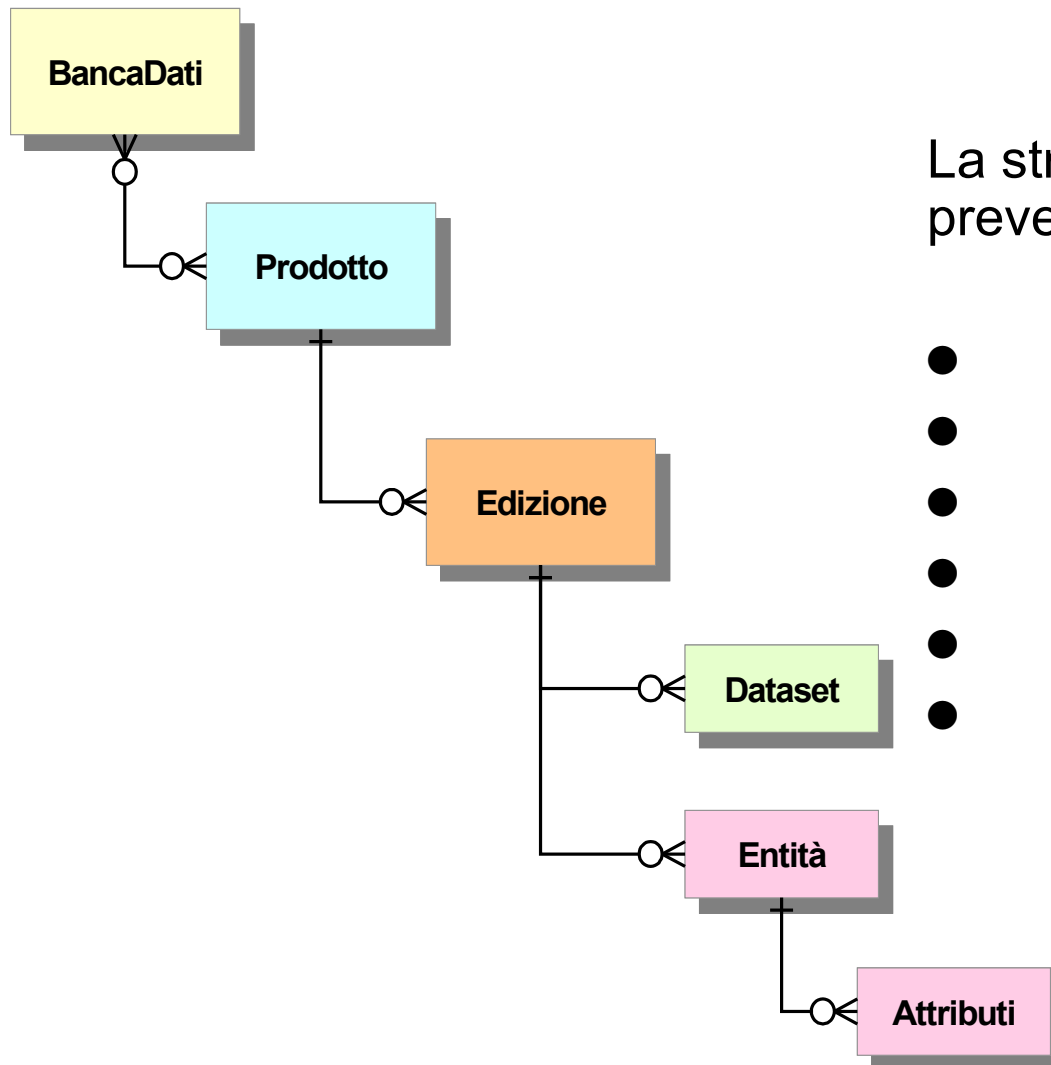 BancaDati
La str
preve
Prodotto
●
●
Edizione
●
●
●
Dataset
●
Entità
Attributi